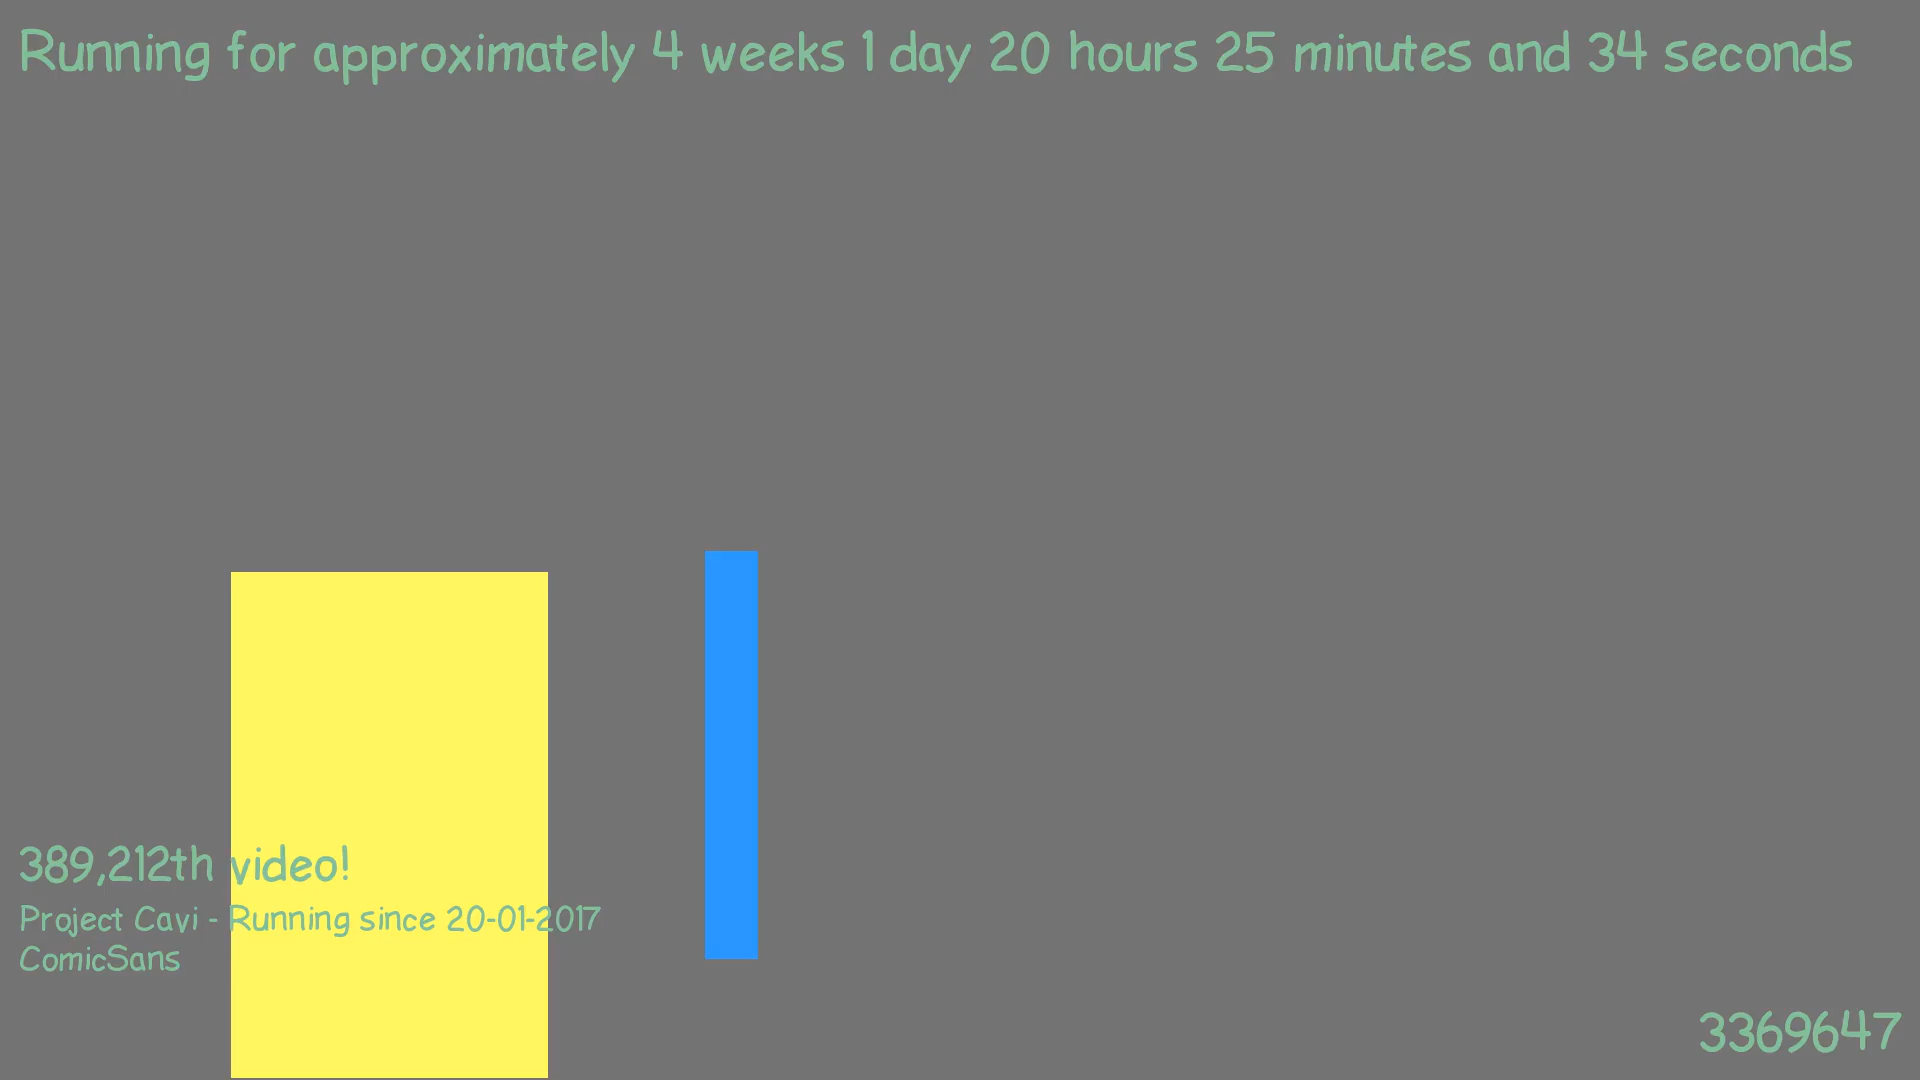 Running for approximately 4 weeks 1 day 20 hours 25 minutes and 34 seconds
389,212th video!
Project Cavi - Running since 20-01-2017
ComicSans
3369647